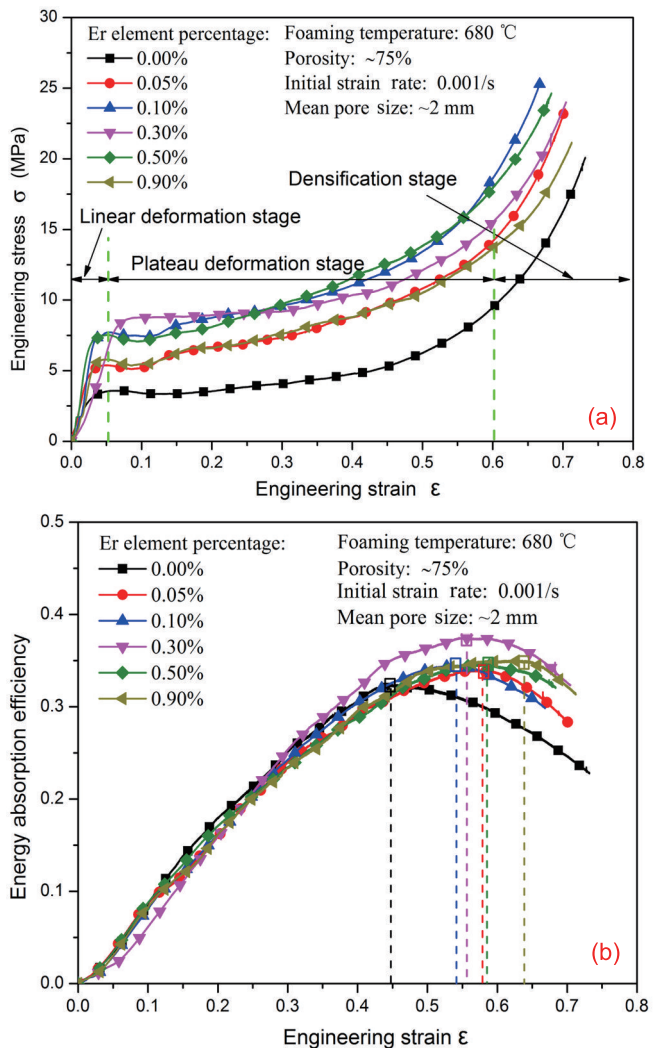 Er element percentage:
0.00%
0.05%
0.10%
0.30%
0.50%
0.90%
Foaming temperature: 680 ℃
Porosity: ~75%
Initial strain rate: 0.001/s
Mean pore size: ~2 mm
Densification stage
Linear deformation stage
Plateau deformation stage
Engineering stress σ (MPa)
30
25
20
15
10
5
0
0.0 0.1 0.2 0.3 0.4 0.5 0.6 0.7 0.8
Engineering strain ε
(a)
Er element percentage:
0.00%
0.05%
0.10%
0.30%
0.50%
0.90%
Foaming temperature: 680 ℃
Porosity: ~75%
Initial strain rate: 0.001/s
Mean pore size: ~2 mm
Energy absorption efficiency
0.5
0.4
0.3
0.2
0.1
0.0
0.0 0.1 0.2 0.3 0.4 0.5 0.6 0.7 0.8
Engineering strain ε
(b)